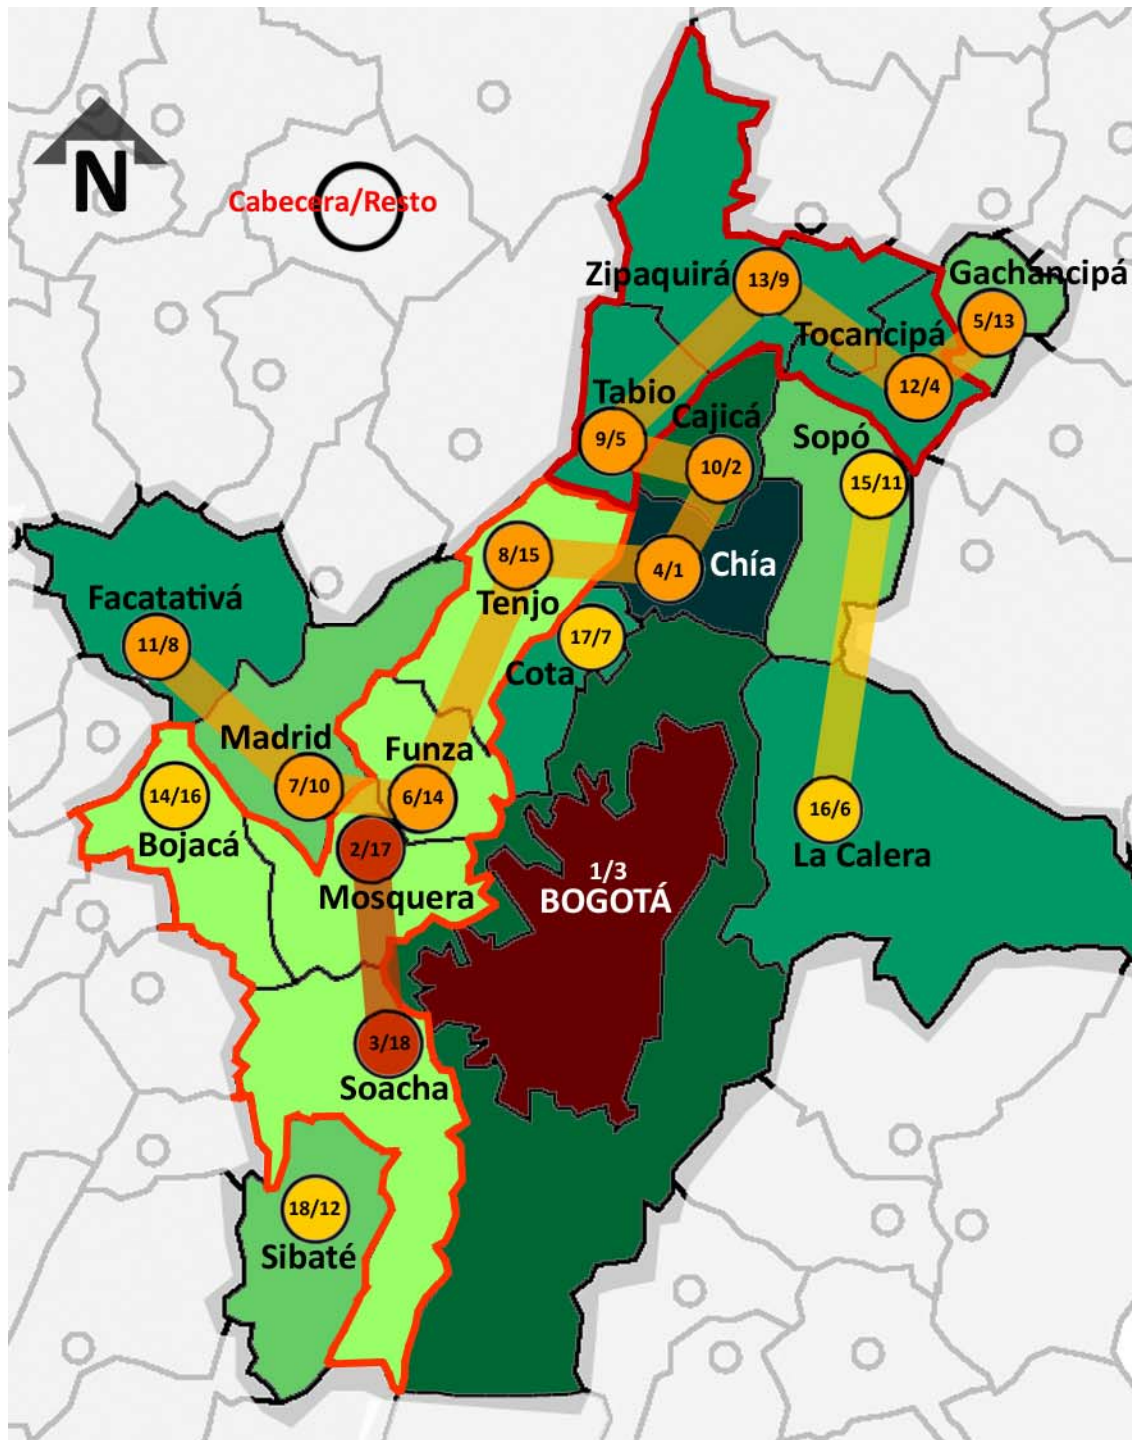 N
Cabecera/Resto
Zipaquirá
13/9
Gachancipá
5/13
Tocancipá
12/4
Tabio
9/5
Cajicá
10/2
Sopó
15/11
8/15
Tenjo
4/1
Chía
Facatativá
11/8
17/7
Cota
Madrid
7/10
Funza
6/14
14/16
Bojacá
2/17
Mosquera
16/6
La Calera
1/3
BOGOTÁ
3/18
Soacha
18/12
Sibaté